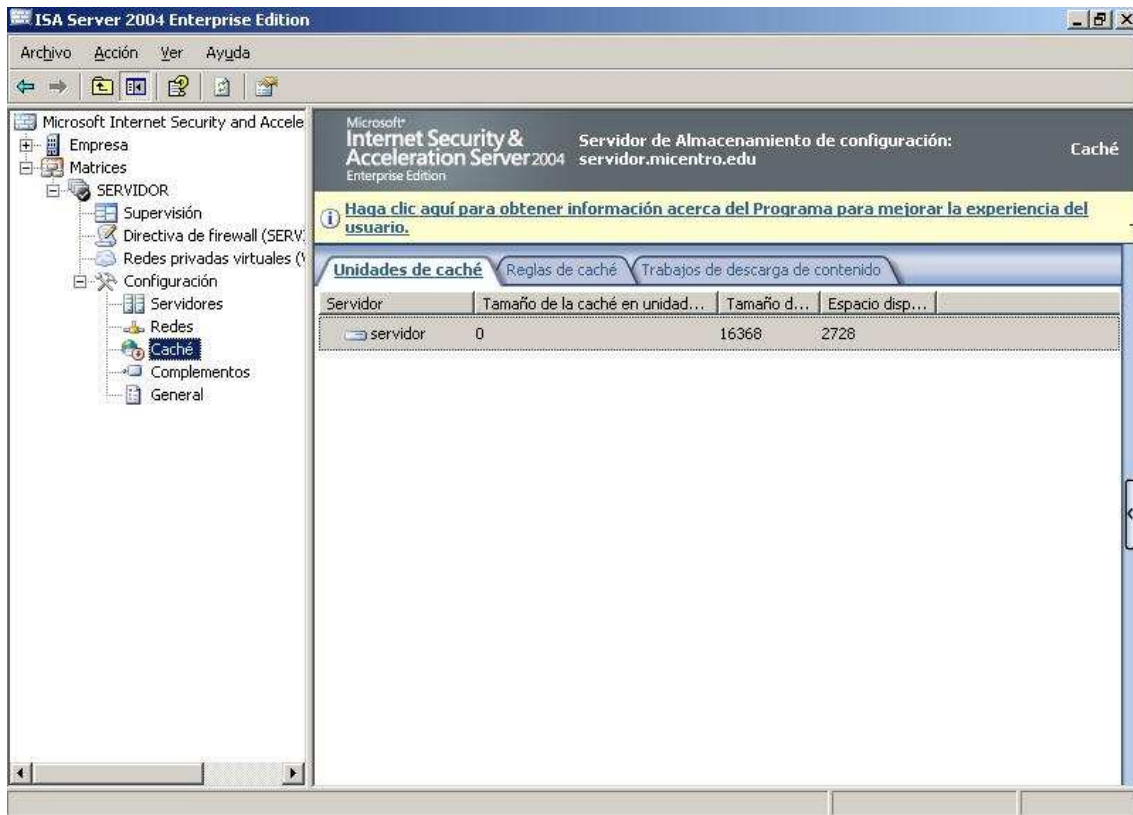 ISA Server 2004 Enterprise Edition
Archivo Acción Ver Ayuda
Microsoft Internet Security and Accele
Empresa
Matrices
SERVIDOR
Supervisión
Directiva de firewall (SERV
Redes privadas virtuales (
Configuración
Servidores
Redes
Caché
Complementos
General
Microsoft
Internet Security &
Acceleration Server 2004
Enterprise Edition
Servidor de Almacenamiento de configuración:
servidor.micentro.edu
Caché
Haga clic aquí para obtener información acerca del Programa para mejorar la experiencia del
usuario.
Unidades de caché Reglas de caché Trabajos de descarga de contenido
Servidor Tamaño de la caché en unidad... Tamaño d... Espacio disp...
servidor 0 16368 2728